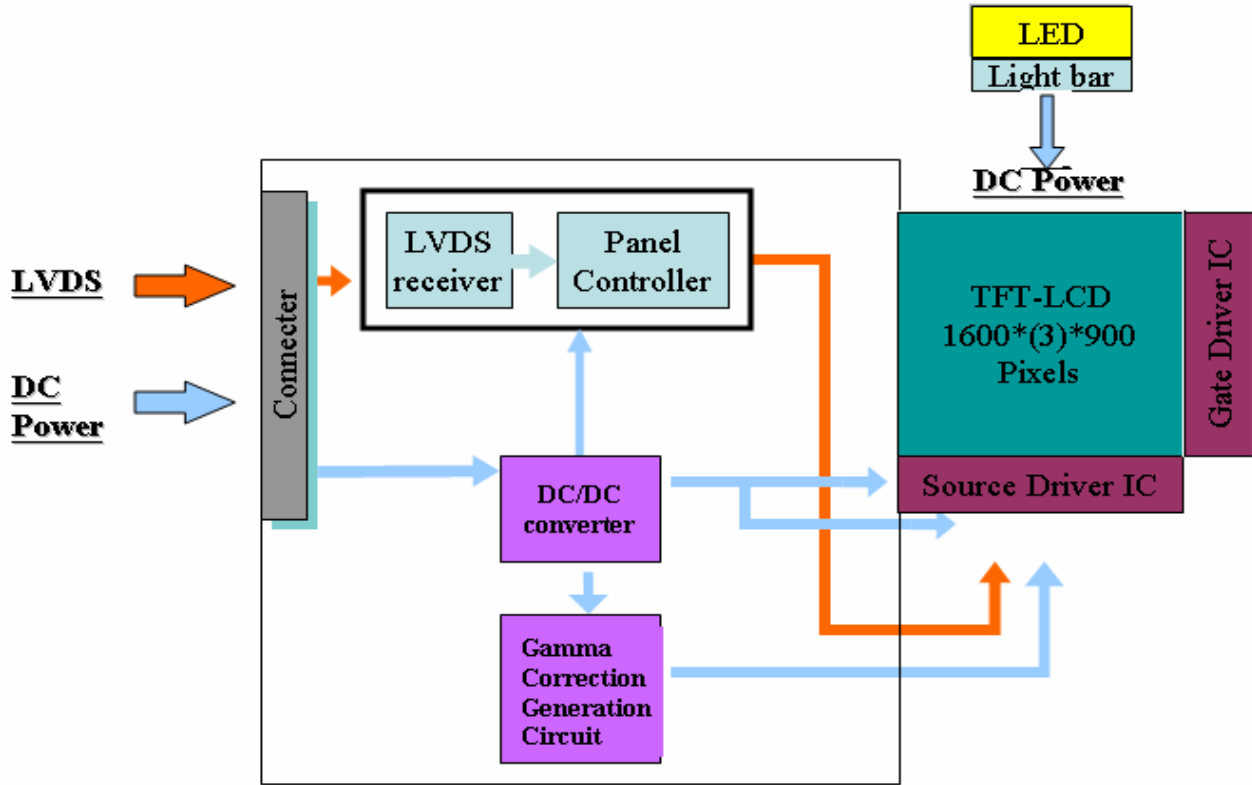 LED
Light bar
DC Power
LVDS
DC
Power
Connecter
LVDS
receiver
Panel
Controller
TFT-LCD
1600*(3)*900
Pixels
Gate Driver IC
Source Driver IC
DC/DC
converter
Gamma
Correction
Generation
Circuit